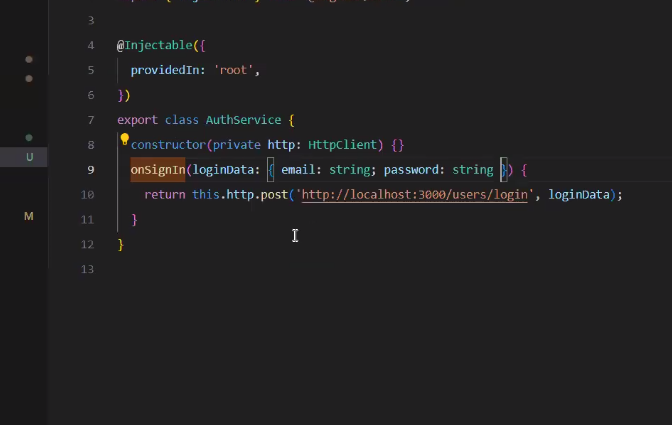 3
4 @Injectable({
5 providedIn: 'root',
6 })
7 export class AuthService {
8 constructor(private http: HttpClient) {}
U 9 onSignIn(loginData: { email: string; password: string }) {
10 return this.http.post('http://localhost:3000/users/login', loginData);
M 11 }
12 }
13